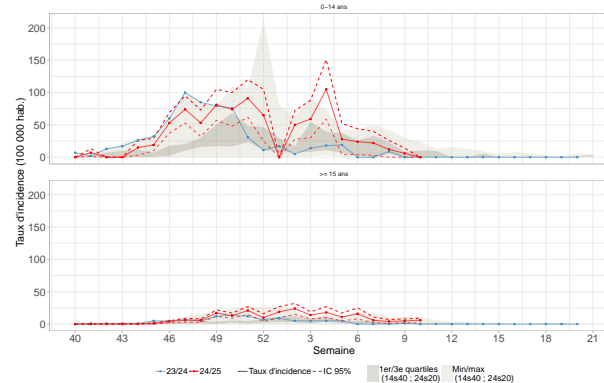 0−14 ans
200
150
100
50
0
>= 15 ans
200
150
100
50
0
Taux d'incidence (100 000 hab.)
40 43 46 49 52 3 6 9 12 15 18 21
Semaine
23/24 24/25 Taux d'incidence IC 95% 1er/3e quartiles (14s40 ; 24s20) Min/max (14s40 ; 24s20)